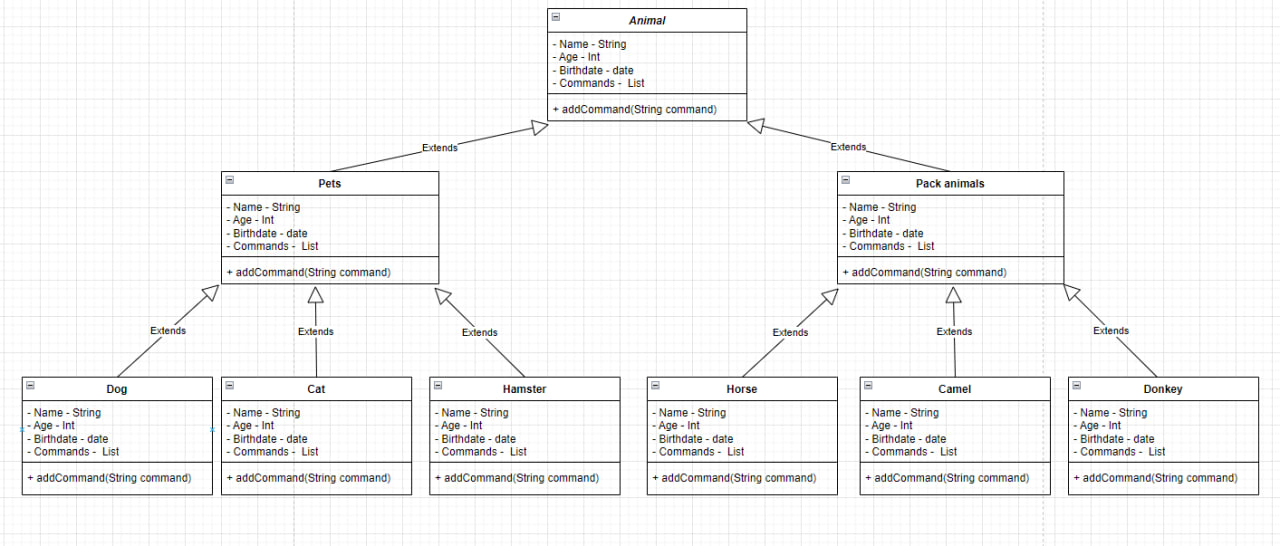 Animal
- Name - String
- Age - Int
- Birthdate - date
- Commands -  List
+ addCommand(String command)
Extends
Extends
Pets
- Name - String
- Age - Int
- Birthdate - date
- Commands -  List
+ addCommand(String command)
Pack animals
- Name - String
- Age - Int
- Birthdate - date
- Commands -  List
+ addCommand(String command)
Extends
Extends
Extends
Extends
Extends
Extends
Dog
- Name - String
- Age - Int
- Birthdate - date
- Commands -  List
+ addCommand(String command)
Cat
- Name - String
- Age - Int
- Birthdate - date
- Commands -  List
+ addCommand(String command)
Hamster
- Name - String
- Age - Int
- Birthdate - date
- Commands -  List
+ addCommand(String command)
Horse
- Name - String
- Age - Int
- Birthdate - date
- Commands -  List
+ addCommand(String command)
Camel
- Name - String
- Age - Int
- Birthdate - date
- Commands -  List
+ addCommand(String command)
Donkey
- Name - String
- Age - Int
- Birthdate - date
- Commands -  List
+ addCommand(String command)